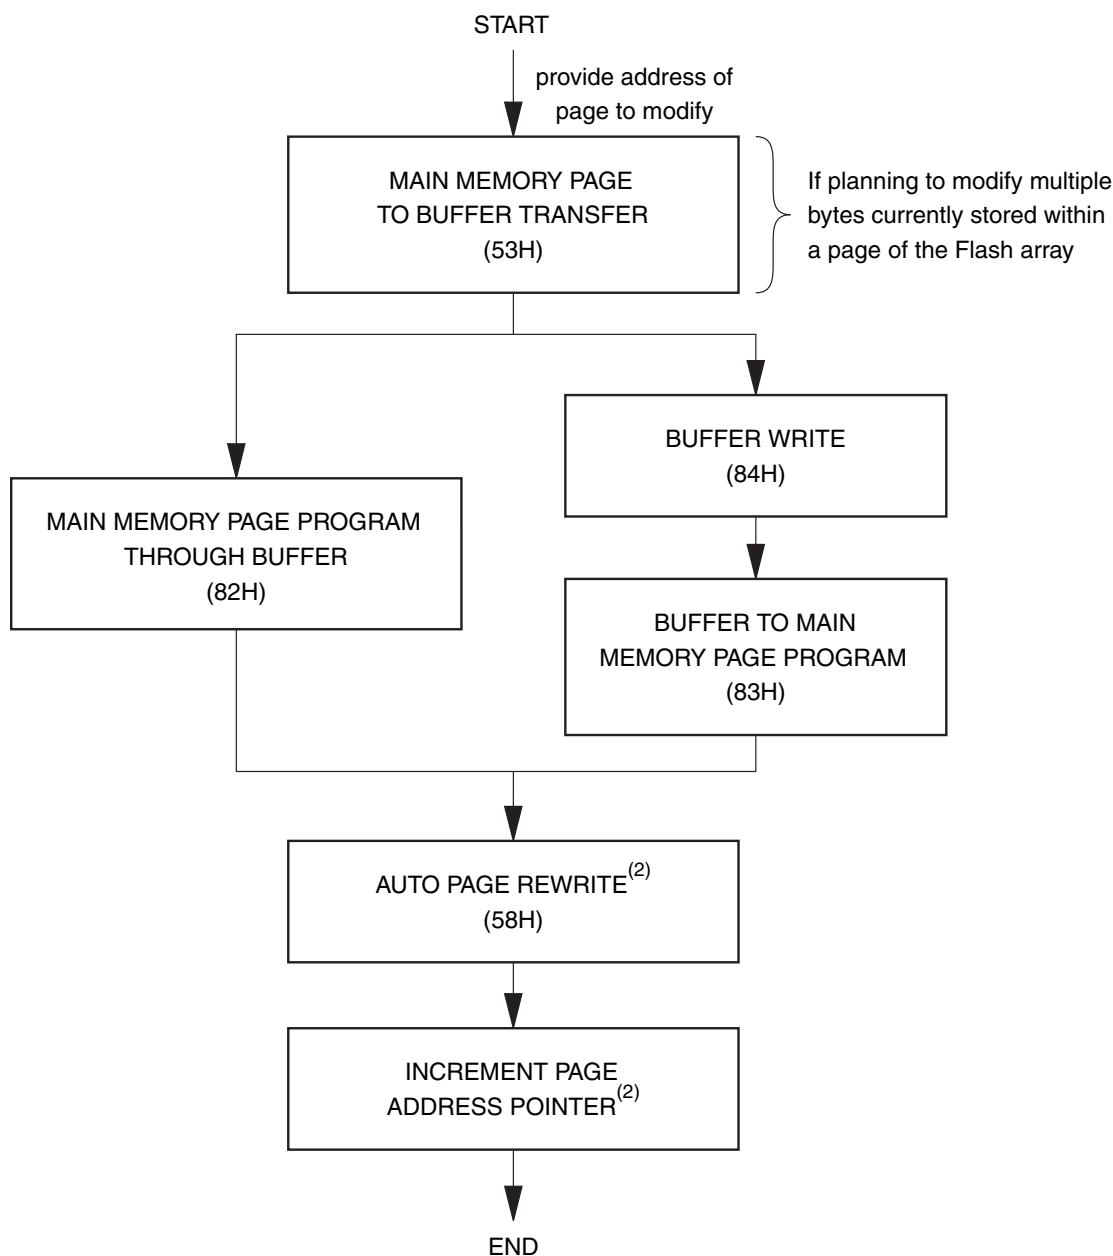 START
provide address of
page to modify
MAIN MEMORY PAGE
TO BUFFER TRANSFER
(53H)
If planning to modify multiple
bytes currently stored within
a page of the Flash array
BUFFER WRITE
(84H)
MAIN MEMORY PAGE PROGRAM
THROUGH BUFFER
(82H)
BUFFER TO MAIN
MEMORY PAGE PROGRAM
(83H)
AUTO PAGE REWRITE(2)
(58H)
INCREMENT PAGE
ADDRESS POINTER(2)
END